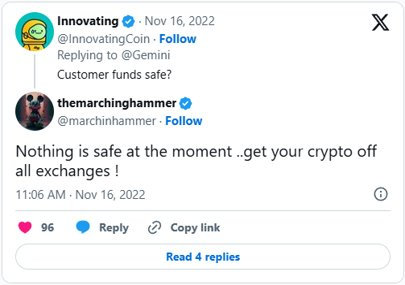 Innovating · Nov 16, 2022
@InnovatingCoin · Follow
Replying to @Gemini
Customer funds safe?
themarchinghammer
@marchinhammer · Follow
Nothing is safe at the moment ..get your crypto off
all exchanges !
11:06 AM · Nov 16, 2022
96 Reply Copy link
Read 4 replies